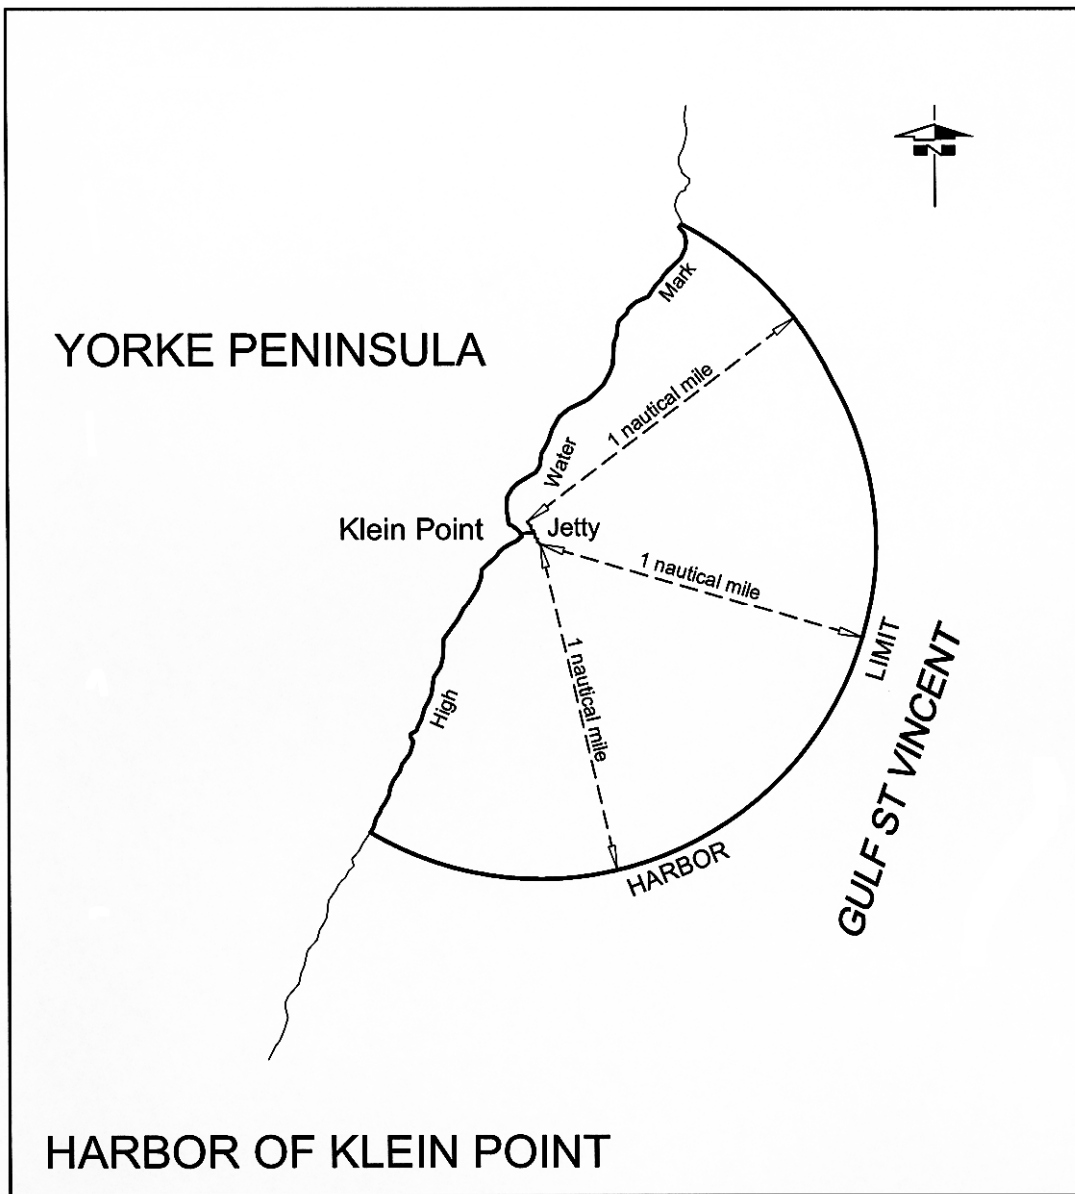 N
YORKE PENINSULA
Mark
1 nautical mile
Water
Klein Point
Jetty
1 nautical mile
LIMIT
1 nautical mile
High
GULF ST VINCENT
HARBOR
HARBOR OF KLEIN POINT